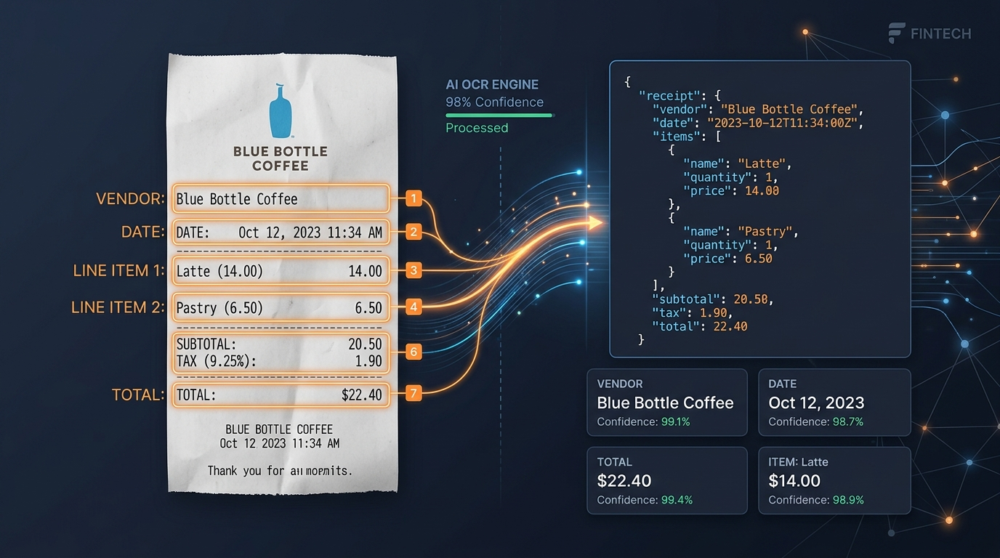 FINTECH
BLUE BOTTLE
COFFEE
VENDOR:
Blue Bottle Coffee
1
DATE:
DATE: Oct 12, 2023 11:34 AM
2
LINE ITEM 1:
Latte (14.00) 14.00
3
LINE ITEM 2:
Pastry (6.50) 6.50
4
SUBTOTAL: 20.50
TAX (9.25%): 1.90
6
TOTAL:
TOTAL: $22.40
7
BLUE BOTTLE COFFEE
Oct 12 2023 11:34 AM
Thank you for
AI OCR ENGINE
98% Confidence
Processed
{
"receipt": {
"vendor": "Blue Bottle Coffee",
"date": "2023-10-12T11:34:00Z",
"items": [
{
"name": "Latte",
"quantity": 1,
"price": 14.00
},
{
"name": "Pastry",
"quantity": 1,
"price": 6.50
}
],
"subtotal": 20.50,
"tax": 1.90,
"total": 22.40
}
VENDOR
Blue Bottle Coffee
Confidence: 99.1%
DATE
Oct 12, 2023
Confidence: 98.7%
TOTAL
$22.40
Confidence: 99.4%
ITEM: Latte
$14.00
Confidence: 98.9%